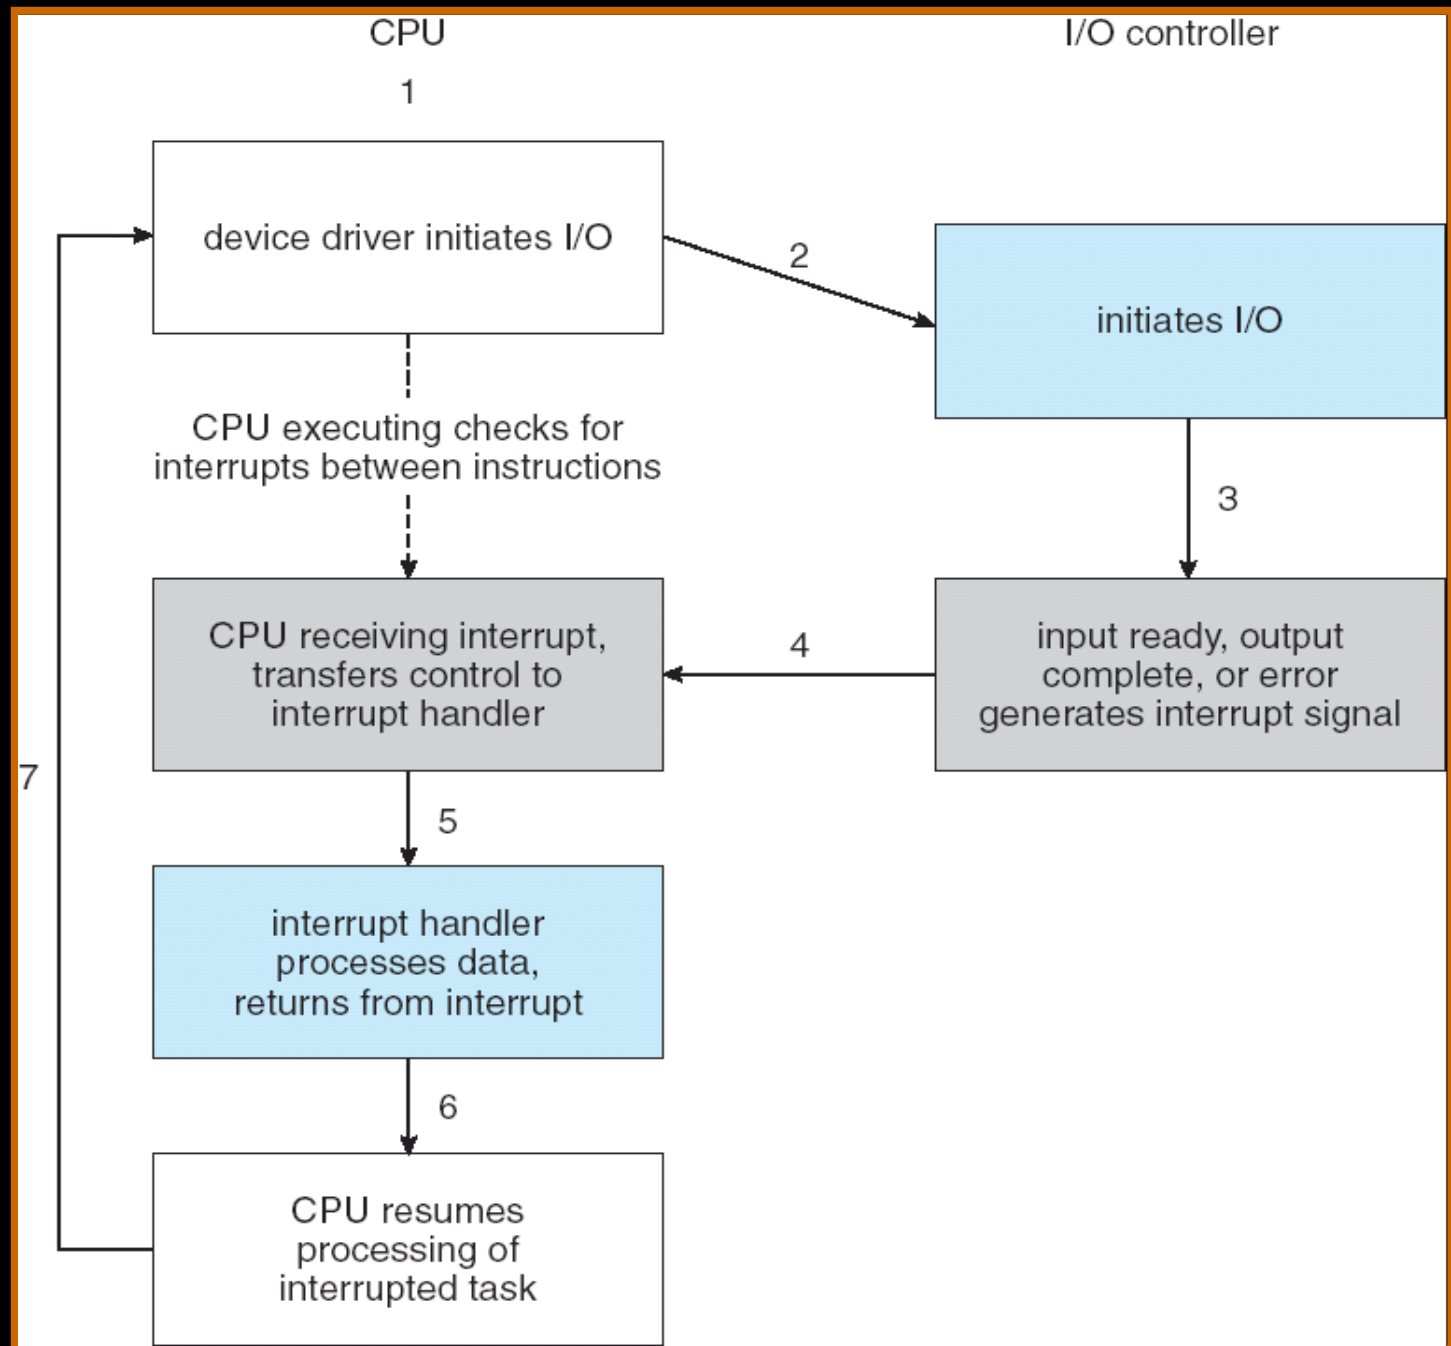 CPU
I/O controller
1
device driver initiates I/O
2
initiates I/O
CPU executing checks for
interrupts between instructions
3
CPU receiving interrupt,
transfers control to
interrupt handler
4
input ready, output
complete, or error
generates interrupt signal
7
5
interrupt handler
processes data,
returns from interrupt
6
CPU resumes
processing of
interrupted task